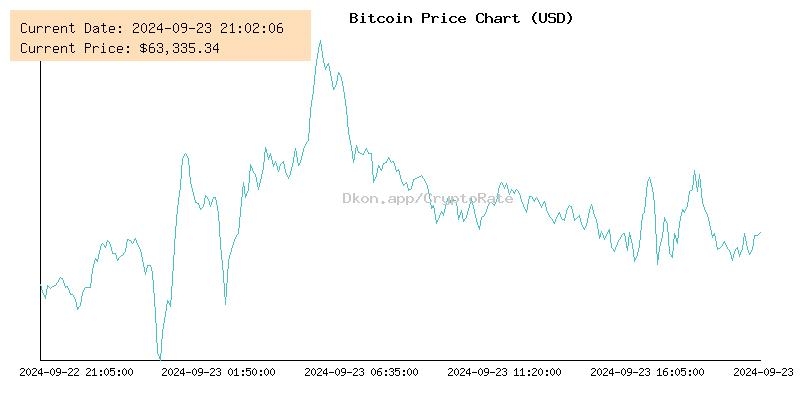 Bitcoin Price Chart (USD)
Current Date: 2024-09-23 21:02:06
Current Price: $63,335.34
Dkon.app/CryptoRate
2024-09-22 21:05:00 2024-09-23 01:50:00 2024-09-23 06:35:00 2024-09-23 11:20:00 2024-09-23 16:05:00 2024-09-23